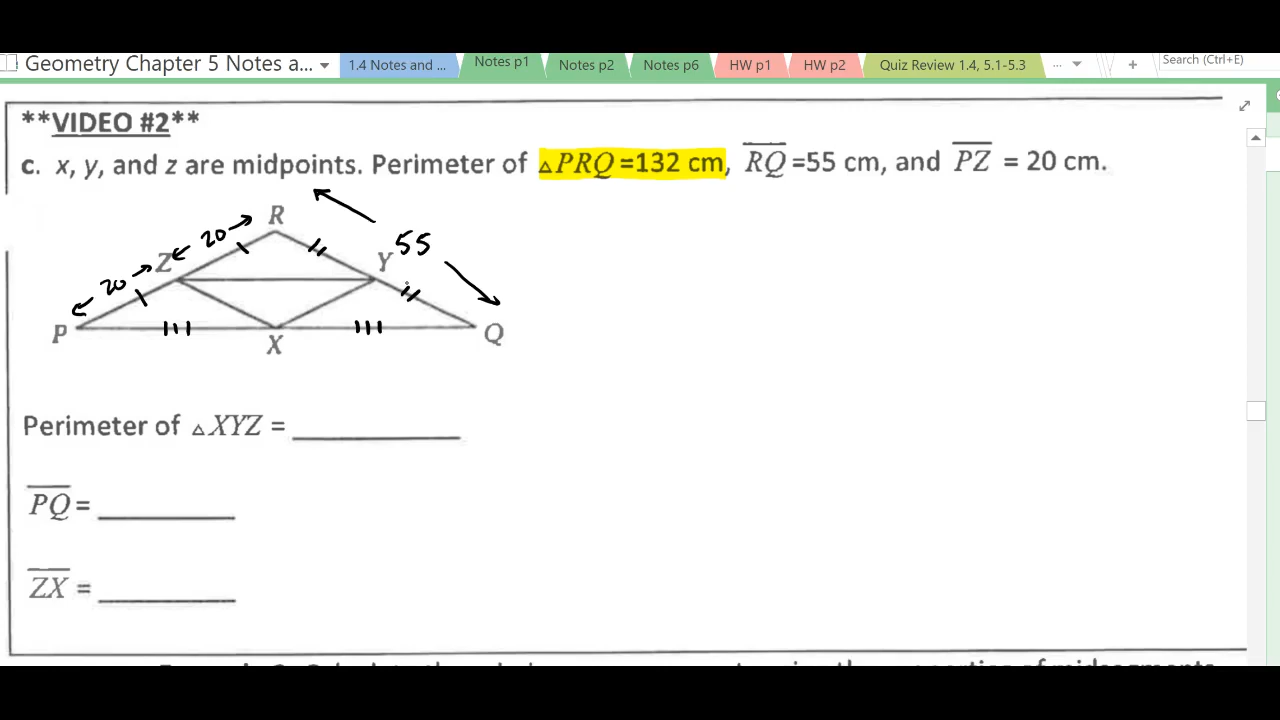 Geometry Chapter 5 Notes a...
1.4 Notes and ...
Notes p1
Notes p2
Notes p6
HW p1
HW p2
Quiz Review 1.4, 5.1-5.3
...
+
Search (Ctrl+E)
**VIDEO #2**
c. x, y, and z are midpoints. Perimeter of △PRQ =132 cm, RQ =55 cm, and PZ = 20 cm.
R
20
55
Z
Y
20
P
X
Q
Perimeter of △XYZ =
PQ =
ZX =